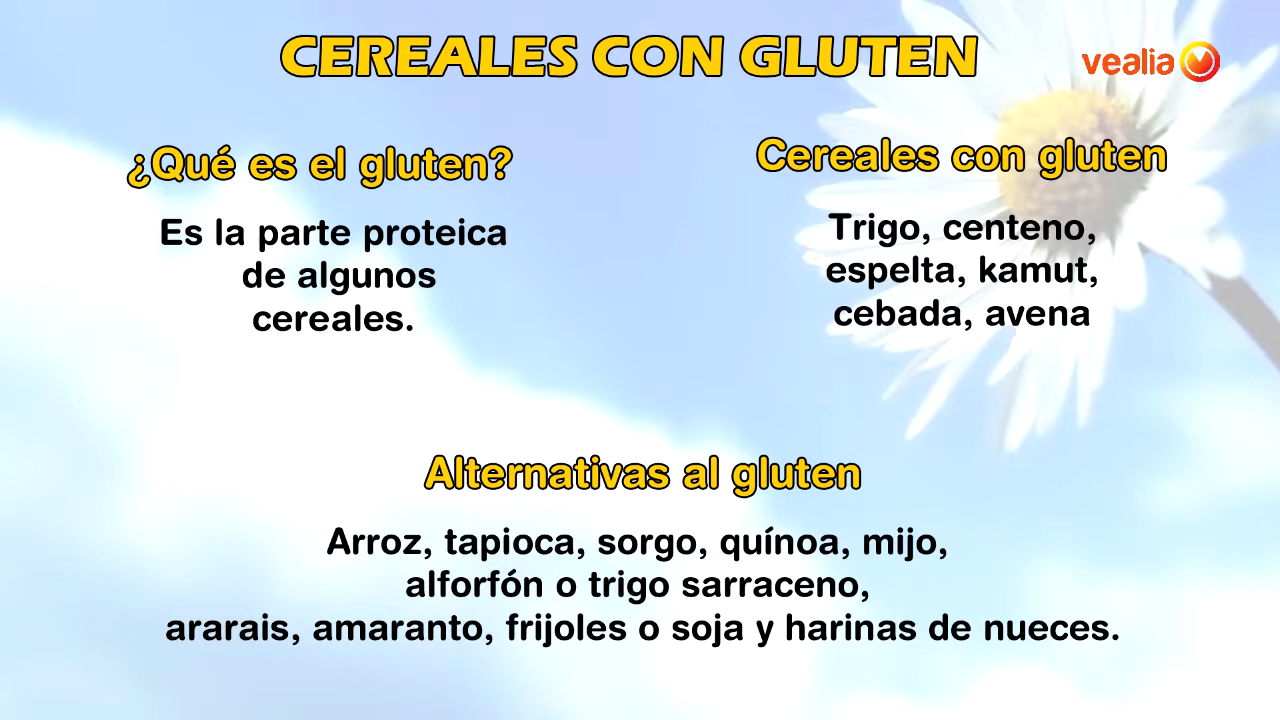 CEREALES CON GLUTEN
vealia
¿Qué es el gluten?
Es la parte proteica
de algunos
cereales.
Cereales con gluten
Trigo, centeno,
espelta, kamut,
cebada, avena
Alternativas al gluten
Arroz, tapioca, sorgo, quínoa, mijo,
alforfón o trigo sarraceno,
ararais, amaranto, frijoles o soja y harinas de nueces.